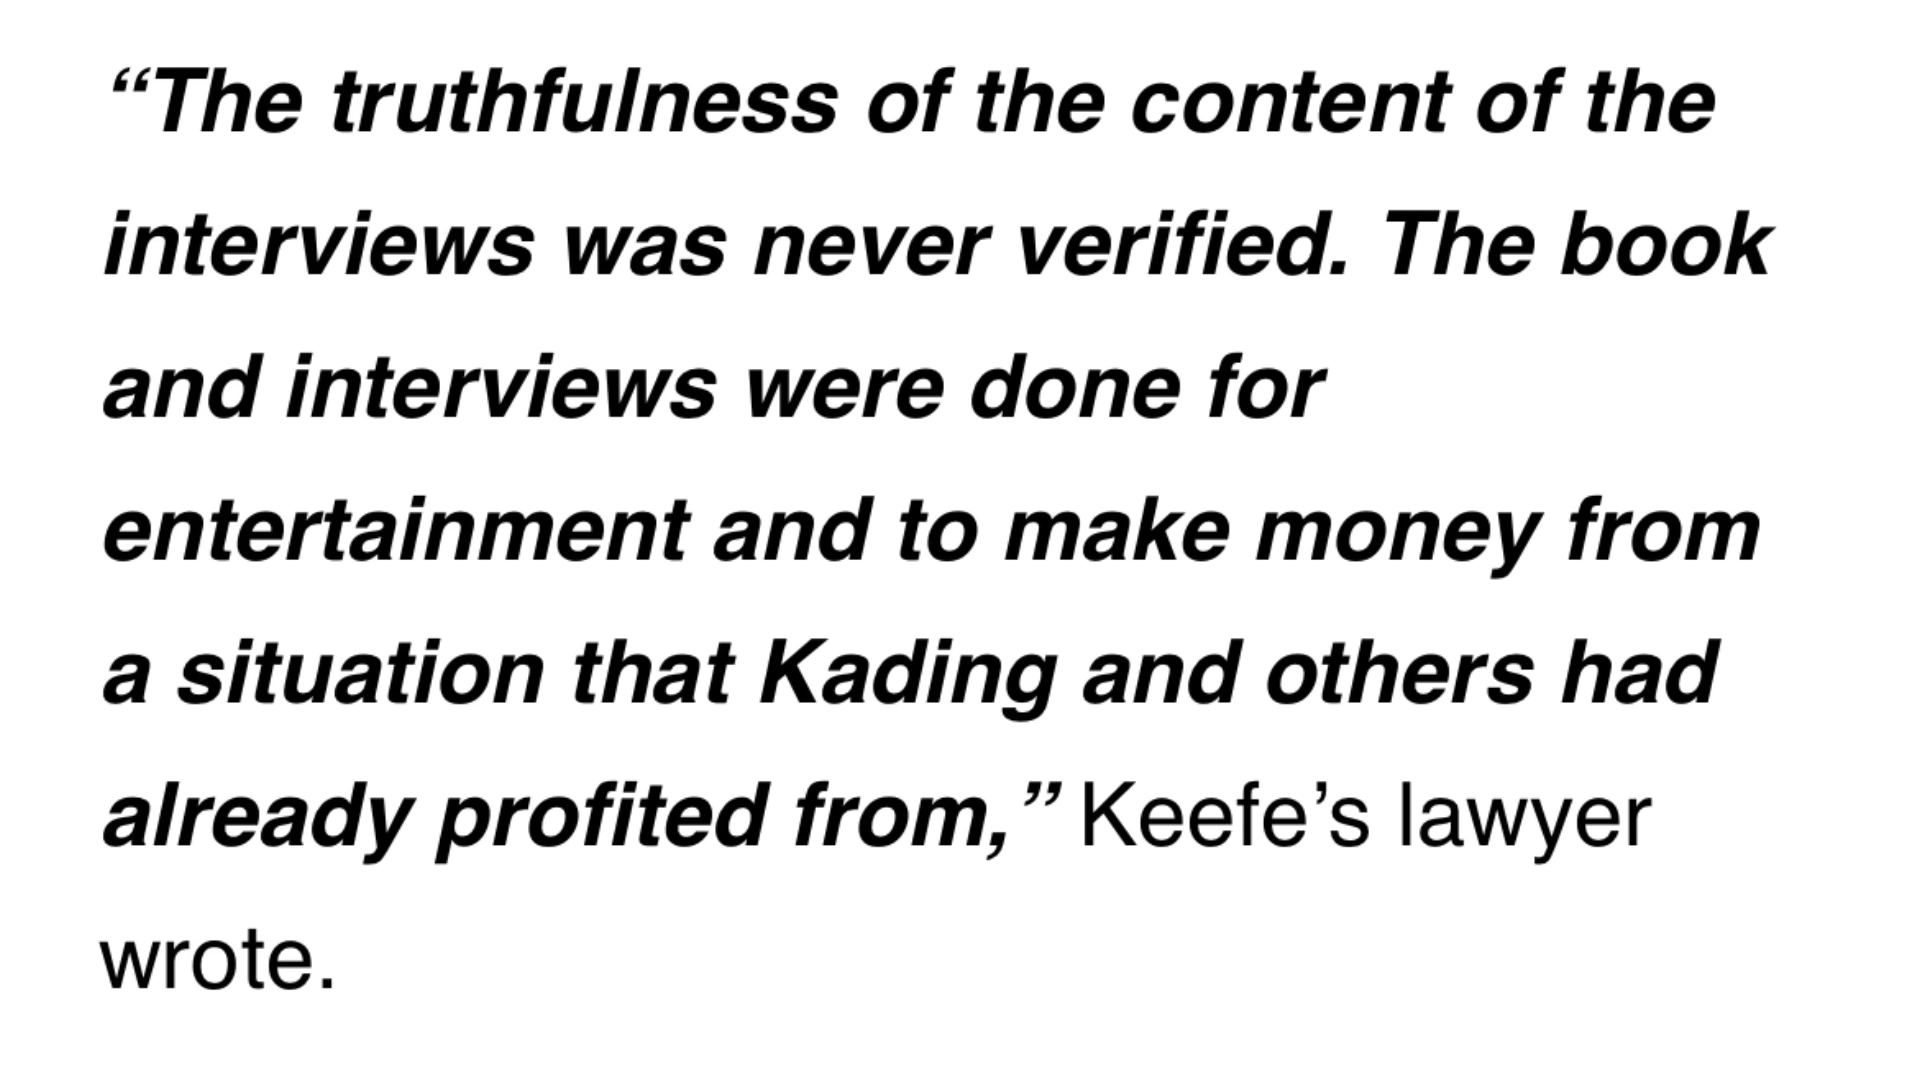 “The truthfulness of the content of the
interviews was never verified. The book
and interviews were done for
entertainment and to make money from
a situation that Kading and others had
already profited from,” Keefe’s lawyer
wrote.